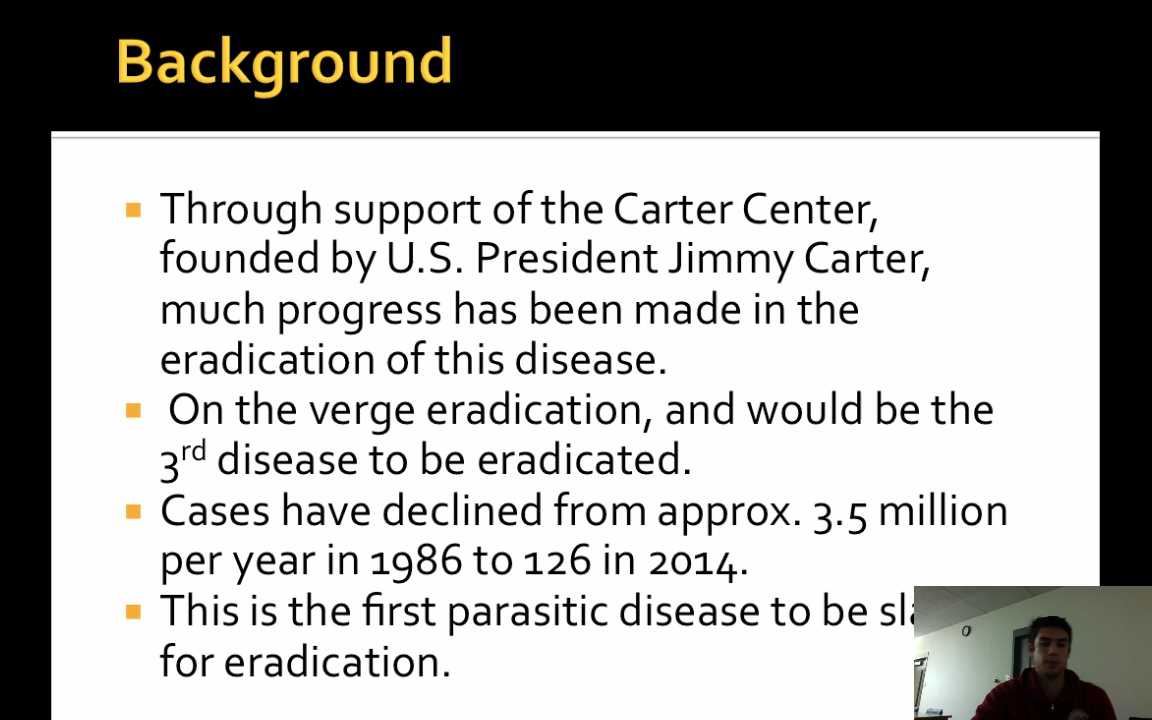 Background
Through support of the Carter Center,
founded by U.S. President Jimmy Carter,
much progress has been made in the
eradication of this disease.
On the verge eradication, and would be the
3rd disease to be eradicated.
Cases have declined from approx. 3.5 million
per year in 1986 to 126 in 2014.
This is the first parasitic disease to be
for eradication.